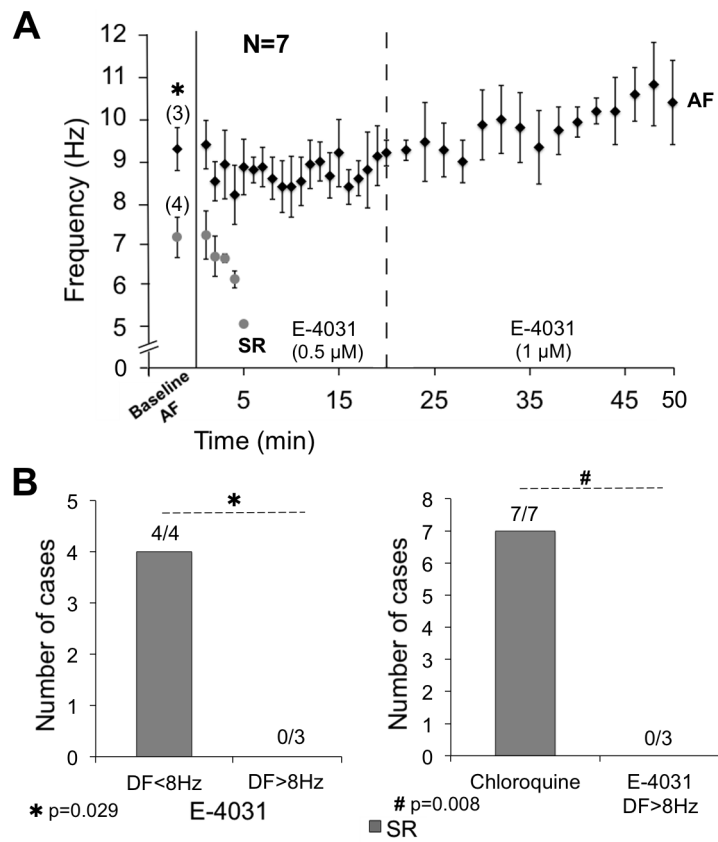 A
N=7
12
11
10
9
8
7
6
5
0
Frequency (Hz)
*
(3)
(4)
AF
SR
E-4031
(0.5 µM)
E-4031
(1 µM)
Baseline
AF
5 15 25 35 45 50
Time (min)
B
5
4
3
2
1
0
Number of cases
*
4/4
0/3
DF<8Hz DF>8Hz
* p=0.029 E-4031
8
7
6
5
4
3
2
1
0
Number of cases
#
7/7
0/3
Chloroquine E-4031
DF>8Hz
# p=0.008
SR